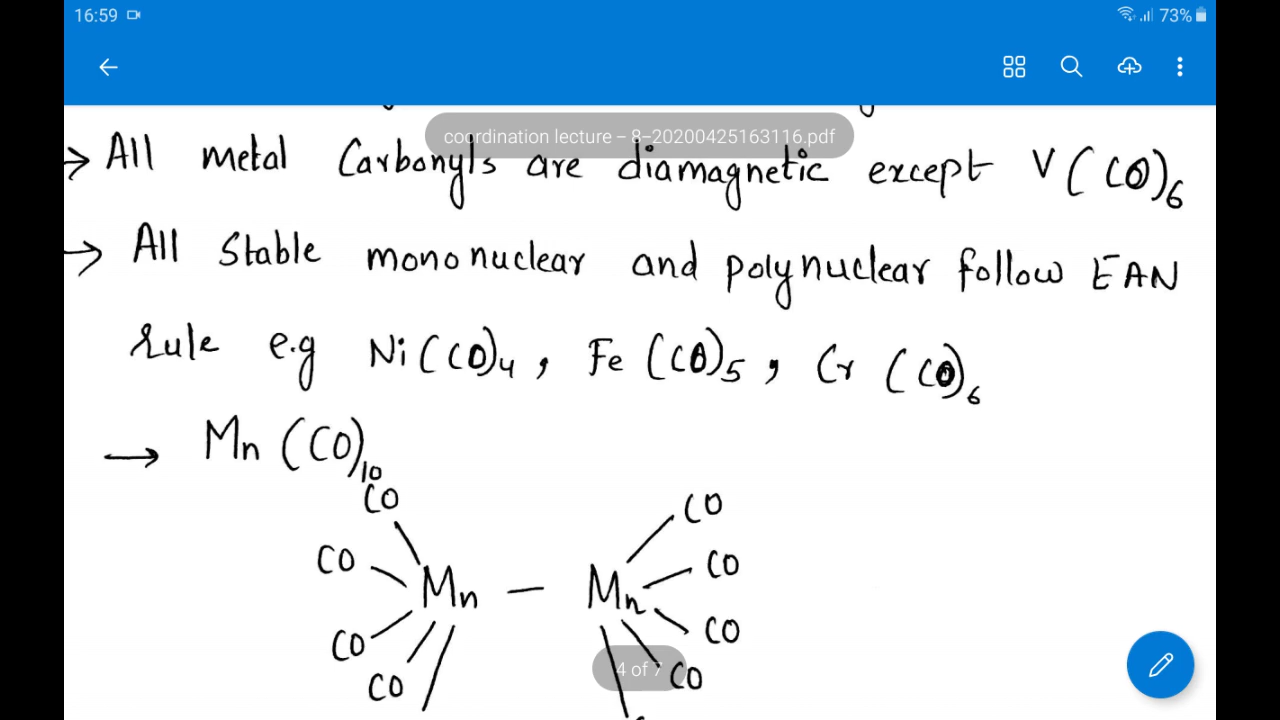 16:59
73%
coordination lecture – 8–20200425163116.pdf
→ All metal Carbonyls are diamagnetic except V(CO)6
→ All Stable mononuclear and polynuclear follow EAN
rule e.g Ni(CO)4, Fe(CO)5, Cr(CO)6
→ Mn(CO)10
CO CO
CO CO
Mn — Mn
CO CO
CO CO
4 of 7